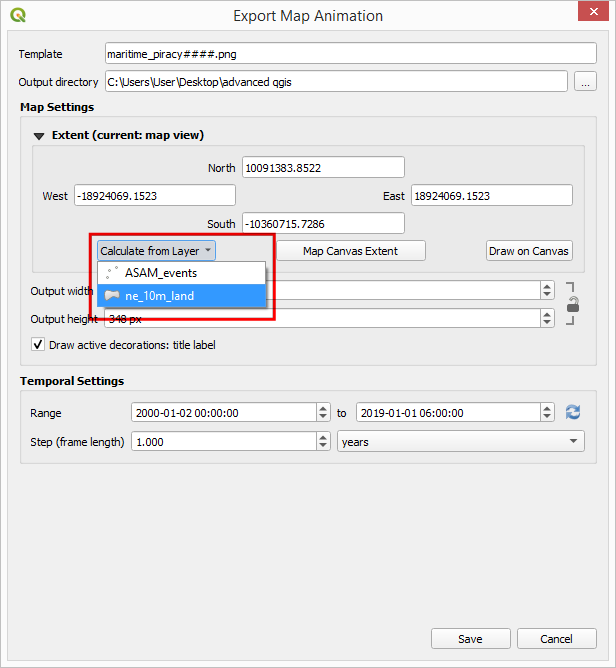 Export Map Animation
Template maritime_piracy####.png
Output directory C:\Users\User\Desktop\advanced qgis ...
Map Settings
Extent (current: map view)
North 10091383.8522
West -18924069.1523 East 18924069.1523
South -10360715.7286
Calculate from Layer Map Canvas Extent Draw on Canvas
ASAM_events
Output width ne_10m_land
Output height 348 px
Draw active decorations: title label
Temporal Settings
Range 2000-01-02 00:00:00 to 2019-01-01 06:00:00
Step (frame length) 1.000 years
Save Cancel